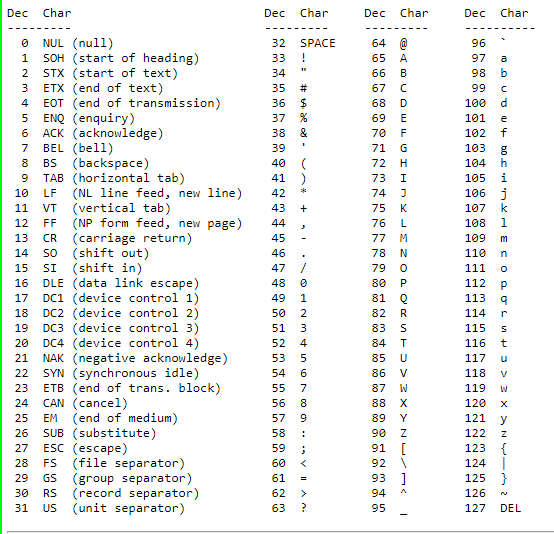 Dec  Char                           Dec  Char     Dec  Char     Dec  Char
---------                           ---------     ---------     ----------
  0  NUL (null)                      32  SPACE     64  @         96  `
  1  SOH (start of heading)          33  !         65  A         97  a
  2  STX (start of text)             34  "         66  B         98  b
  3  ETX (end of text)               35  #         67  C         99  c
  4  EOT (end of transmission)       36  $         68  D        100  d
  5  ENQ (enquiry)                   37  %         69  E        101  e
  6  ACK (acknowledge)               38  &         70  F        102  f
  7  BEL (bell)                      39  '         71  G        103  g
  8  BS  (backspace)                 40  (         72  H        104  h
  9  TAB (horizontal tab)            41  )         73  I        105  i
 10  LF  (NL line feed, new line)    42  *         74  J        106  j
 11  VT  (vertical tab)              43  +         75  K        107  k
 12  FF  (NP form feed, new page)    44  ,         76  L        108  l
 13  CR  (carriage return)           45  -         77  M        109  m
 14  SO  (shift out)                 46  .         78  N        110  n
 15  SI  (shift in)                  47  /         79  O        111  o
 16  DLE (data link escape)          48  0         80  P        112  p
 17  DC1 (device control 1)          49  1         81  Q        113  q
 18  DC2 (device control 2)          50  2         82  R        114  r
 19  DC3 (device control 3)          51  3         83  S        115  s
 20  DC4 (device control 4)          52  4         84  T        116  t
 21  NAK (negative acknowledge)      53  5         85  U        117  u
 22  SYN (synchronous idle)          54  6         86  V        118  v
 23  ETB (end of trans. block)       55  7         87  W        119  w
 24  CAN (cancel)                    56  8         88  X        120  x
 25  EM  (end of medium)             57  9         89  Y        121  y
 26  SUB (substitute)                58  :         90  Z        122  z
 27  ESC (escape)                    59  ;         91  [        123  {
 28  FS  (file separator)            60  <         92  \        124  |
 29  GS  (group separator)           61  =         93  ]        125  }
 30  RS  (record separator)          62  >         94  ^        126  ~
 31  US  (unit separator)            63  ?         95  _        127  DEL